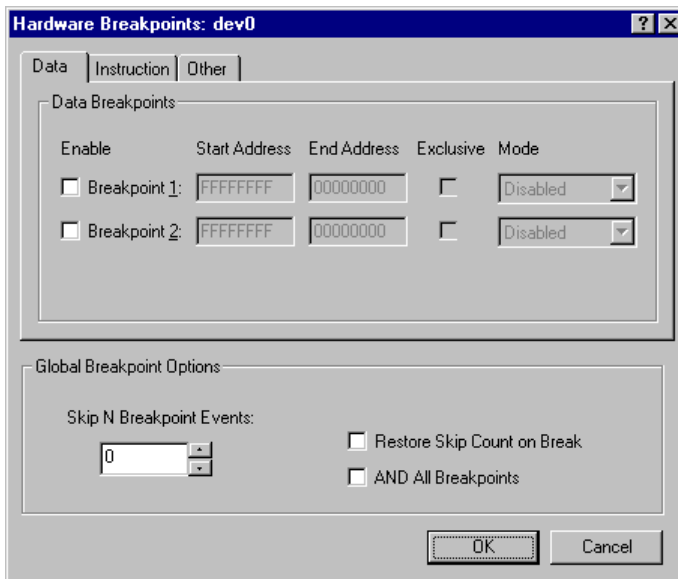 Hardware Breakpoints: dev0
Data Instruction Other
Data Breakpoints
Enable Start Address End Address Exclusive Mode
Breakpoint 1: FFFFFFFF 00000000 Disabled
Breakpoint 2: FFFFFFFF 00000000 Disabled
Global Breakpoint Options
Skip N Breakpoint Events:
0
Restore Skip Count on Break
AND All Breakpoints
OK Cancel